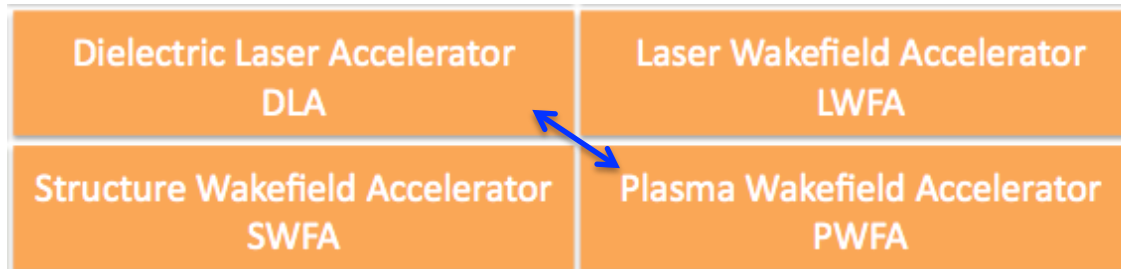 Dielectric Laser Accelerator
DLA
Laser Wakefield Accelerator
LWFA
Structure Wakefield Accelerator
SWFA
Plasma Wakefield Accelerator
PWFA